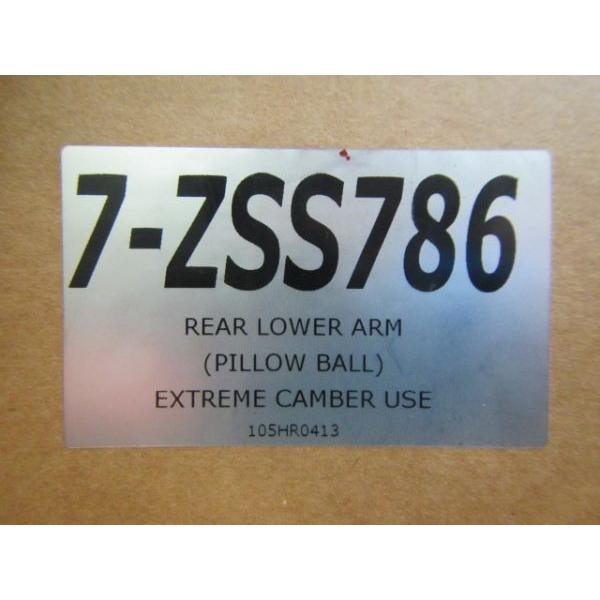 7-ZSS786
REAR LOWER ARM
(PILLOW BALL)
EXTREME CAMBER USE
105HR0413